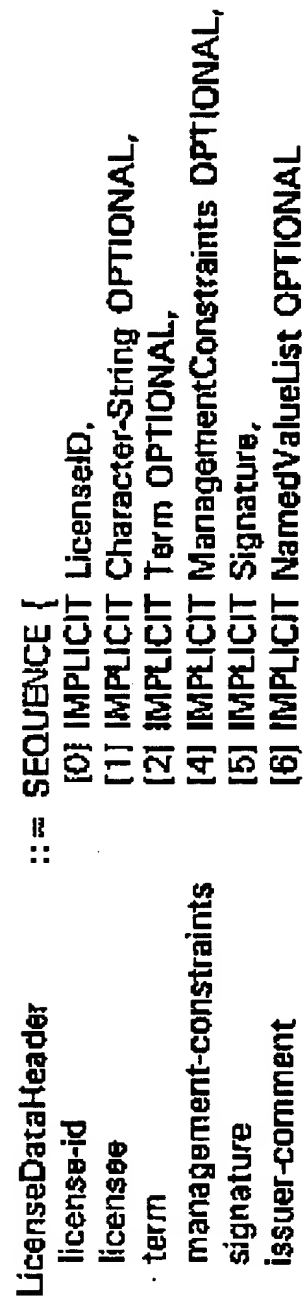 LicenseDataHeader ::= SEQUENCE {
license-id [0] IMPLICIT LicenseID,
licensee [1] IMPLICIT Character-String OPTIONAL,
term [2] IMPLICIT Term OPTIONAL,
management-constraints [4] IMPLICIT ManagementConstraints OPTIONAL,
signature [5] IMPLICIT Signature,
issuer-comment [6] IMPLICIT NamedValueList OPTIONAL